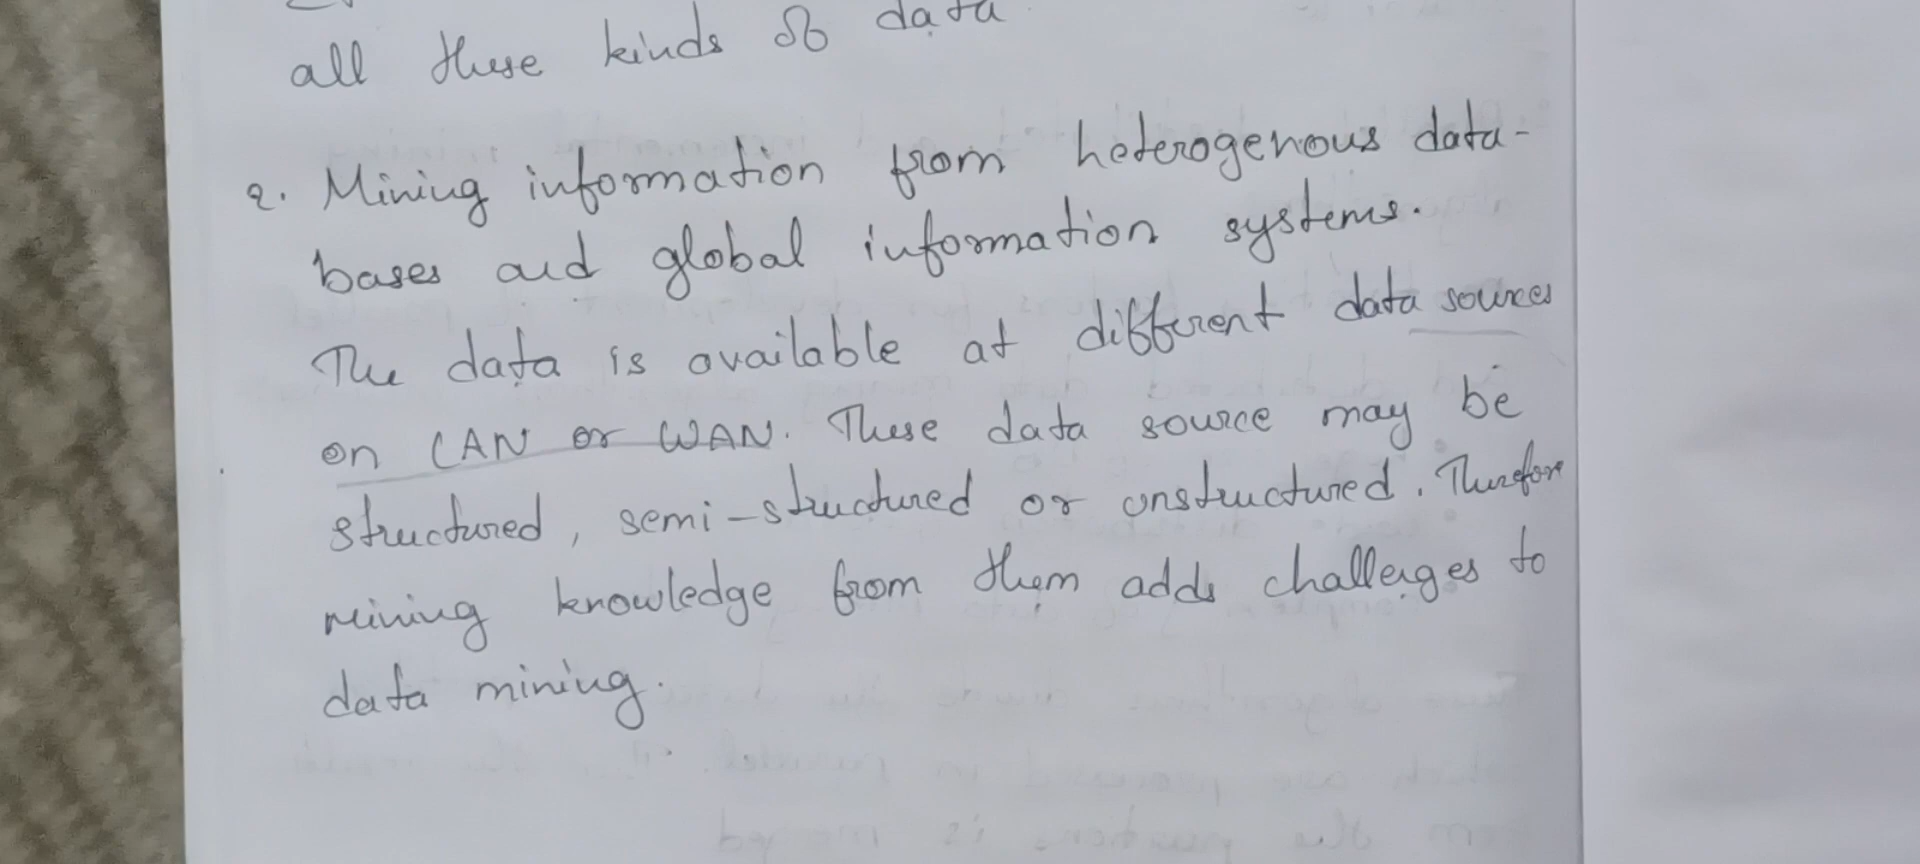 all these kinds of data
2. Mining information from heterogenous data-
bases and global information systems.
The data is available at different data sources
on LAN or WAN. These data source may be
structured, semi-structured or unstructured. Therefore
mining knowledge from them adds challenges to
data mining.